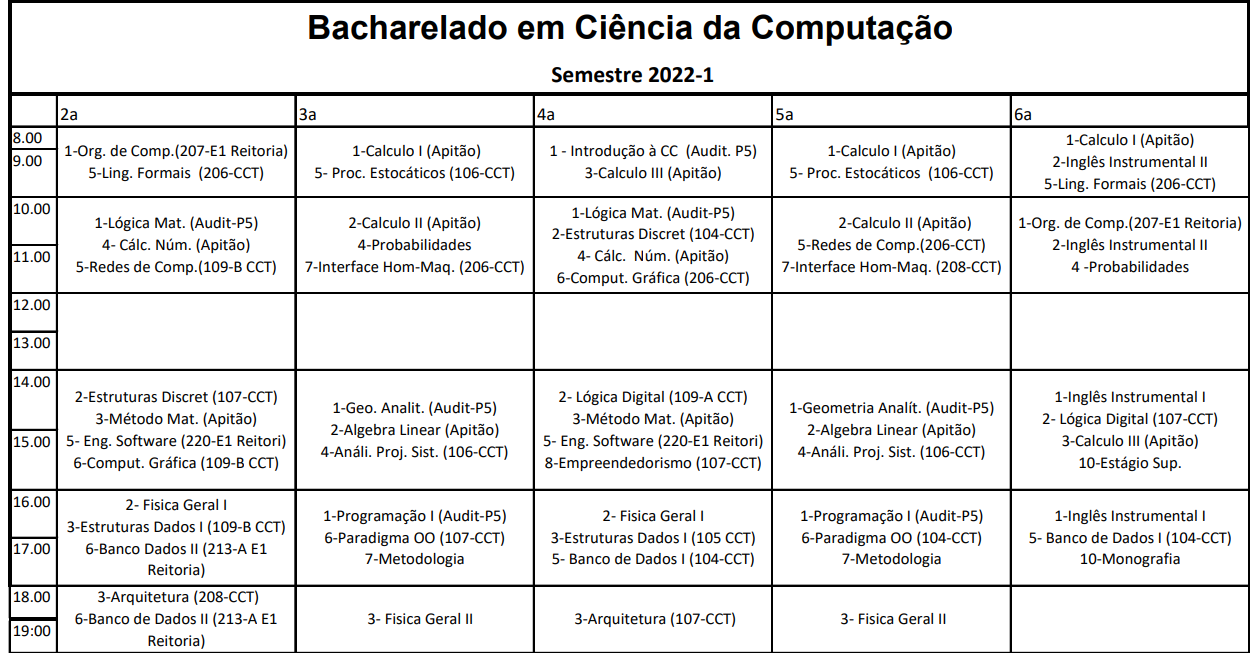 Bacharelado em Ciência da Computação
Semestre 2022-1
2a
3a
4a
5a
6a
8.00
9.00
1-Org. de Comp.(207-E1 Reitoria)
5-Ling. Formais (206-CCT)
1-Calculo I (Apitão)
5- Proc. Estocáticos (106-CCT)
1 - Introdução à CC (Audit. P5)
3-Calculo III (Apitão)
1-Calculo I (Apitão)
5- Proc. Estocáticos (106-CCT)
1-Calculo I (Apitão)
2-Inglês Instrumental II
5-Ling. Formais (206-CCT)
10.00
11.00
1-Lógica Mat. (Audit-P5)
4- Cálc. Núm. (Apitão)
5-Redes de Comp.(109-B CCT)
2-Calculo II (Apitão)
4-Probabilidades
7-Interface Hom-Maq. (206-CCT)
1-Lógica Mat. (Audit-P5)
2-Estruturas Discret (104-CCT)
4- Cálc. Núm. (Apitão)
6-Comput. Gráfica (206-CCT)
2-Calculo II (Apitão)
5-Redes de Comp.(206-CCT)
7-Interface Hom-Maq. (208-CCT)
1-Org. de Comp.(207-E1 Reitoria)
2-Inglês Instrumental II
4 -Probabilidades
12.00
13.00
14.00
15.00
2-Estruturas Discret (107-CCT)
3-Método Mat. (Apitão)
5- Eng. Software (220-E1 Reitori)
6-Comput. Gráfica (109-B CCT)
1-Geo. Analit. (Audit-P5)
2-Algebra Linear (Apitão)
4-Análi. Proj. Sist. (106-CCT)
2- Lógica Digital (109-A CCT)
3-Método Mat. (Apitão)
5- Eng. Software (220-E1 Reitori)
8-Empreendedorismo (107-CCT)
1-Geometria Analít. (Audit-P5)
2-Algebra Linear (Apitão)
4-Análi. Proj. Sist. (106-CCT)
1-Inglês Instrumental I
2- Lógica Digital (107-CCT)
3-Calculo III (Apitão)
10-Estágio Sup.
16.00
17.00
2- Fisica Geral I
3-Estruturas Dados I (109-B CCT)
6-Banco Dados II (213-A E1
Reitoria)
1-Programação I (Audit-P5)
6-Paradigma OO (107-CCT)
7-Metodologia
2- Fisica Geral I
3-Estruturas Dados I (105 CCT)
5- Banco de Dados I (104-CCT)
1-Programação I (Audit-P5)
6-Paradigma OO (104-CCT)
7-Metodologia
1-Inglês Instrumental I
5- Banco de Dados I (104-CCT)
10-Monografia
18.00
19:00
3-Arquitetura (208-CCT)
6-Banco de Dados II (213-A E1
Reitoria)
3- Fisica Geral II
3-Arquitetura (107-CCT)
3- Fisica Geral II